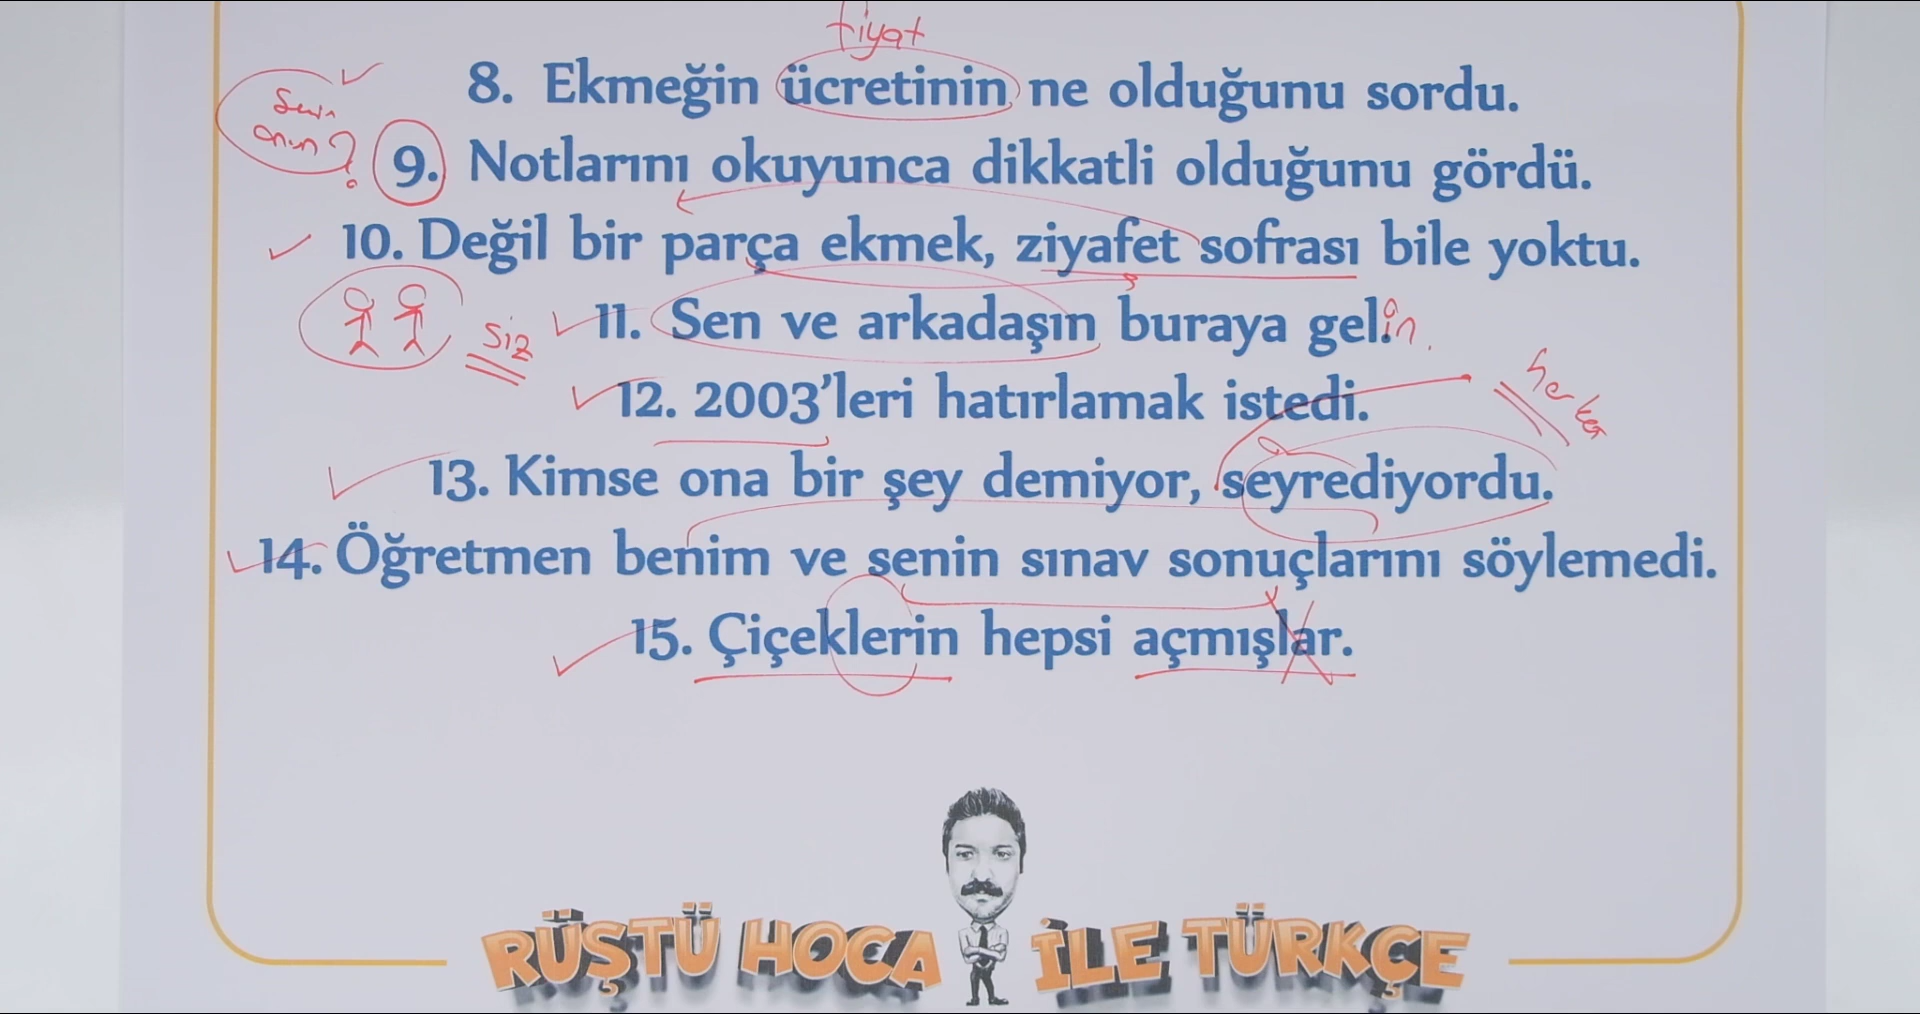 fiyat
8. Ekmeğin ücretinin ne olduğunu sordu.
Senin
onun?
9. Notlarını okuyunca dikkatli olduğunu gördü.
10. Değil bir parça ekmek, ziyafet sofrası bile yoktu.
11. Sen ve arkadaşın buraya gel.in.
siz
12. 2003'leri hatırlamak istedi.
herkes
13. Kimse ona bir şey demiyor, seyrediyordu.
14. Öğretmen benim ve senin sınav sonuçlarını söylemedi.
15. Çiçeklerin hepsi açmışlar.
RÜŞTÜ HOCA İLE TÜRKÇE